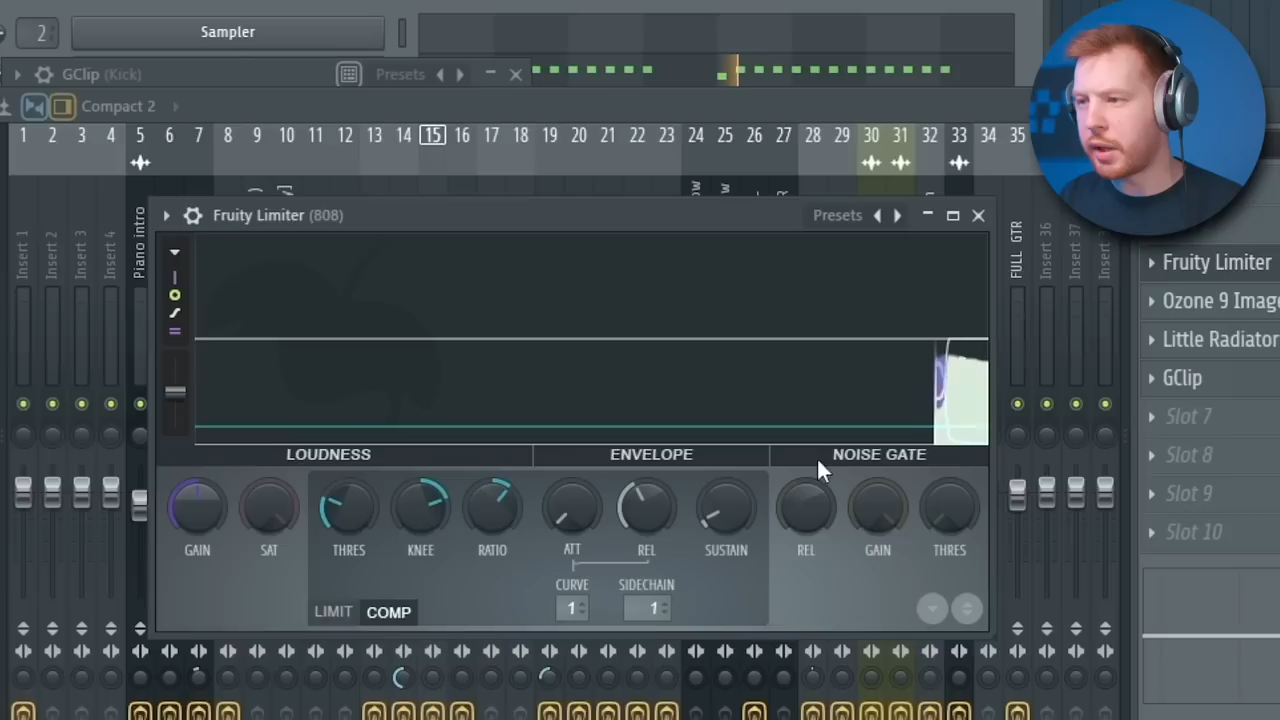 2
Sampler
GClip (Kick)
Presets
Compact 2
1 2 3 4 5 6 7 8 9 10 11 12 13 14 15 16 17 18 19 20 21 22 23 24 25 26 27 28 29 30 31 32 33 34 35
Insert 1
Insert 2
Insert 3
Insert 4
Piano intro
FULL GTR
Insert 36
Insert 37
Fruity Limiter (808)
Presets
LOUDNESS
ENVELOPE
NOISE GATE
GAIN
SAT
THRES
KNEE
RATIO
ATT
REL
SUSTAIN
REL
GAIN
THRES
CURVE
SIDECHAIN
1
1
LIMIT
COMP
Fruity Limiter
Ozone 9 Imag
Little Radiator
GClip
Slot 7
Slot 8
Slot 9
Slot 10